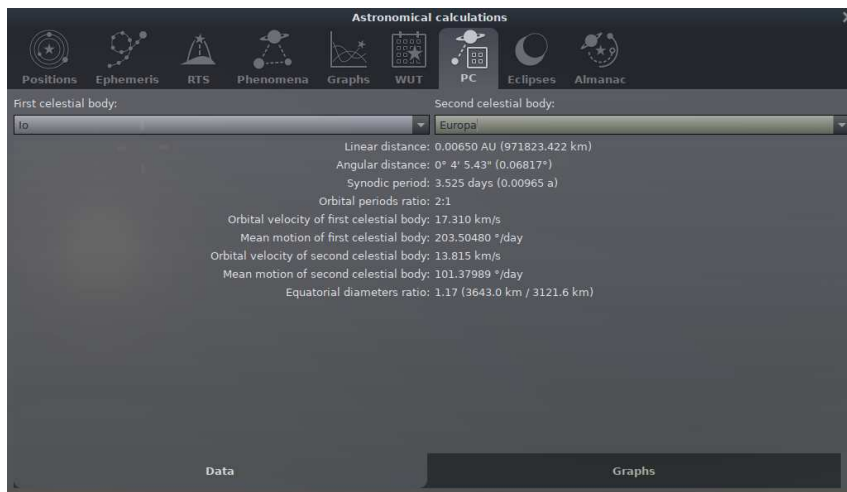 Astronomical calculations
Positions Ephemeris RTS Phenomena Graphs WUT PC Eclipses Almanac
First celestial body: Second celestial body:
Io Europa
Linear distance: 0.00650 AU (971823.422 km)
Angular distance: 0° 4' 5.43" (0.06817°)
Synodic period: 3.525 days (0.00965 a)
Orbital periods ratio: 2:1
Orbital velocity of first celestial body: 17.310 km/s
Mean motion of first celestial body: 203.50480 °/day
Orbital velocity of second celestial body: 13.815 km/s
Mean motion of second celestial body: 101.37989 °/day
Equatorial diameters ratio: 1.17 (3643.0 km / 3121.6 km)
Data Graphs